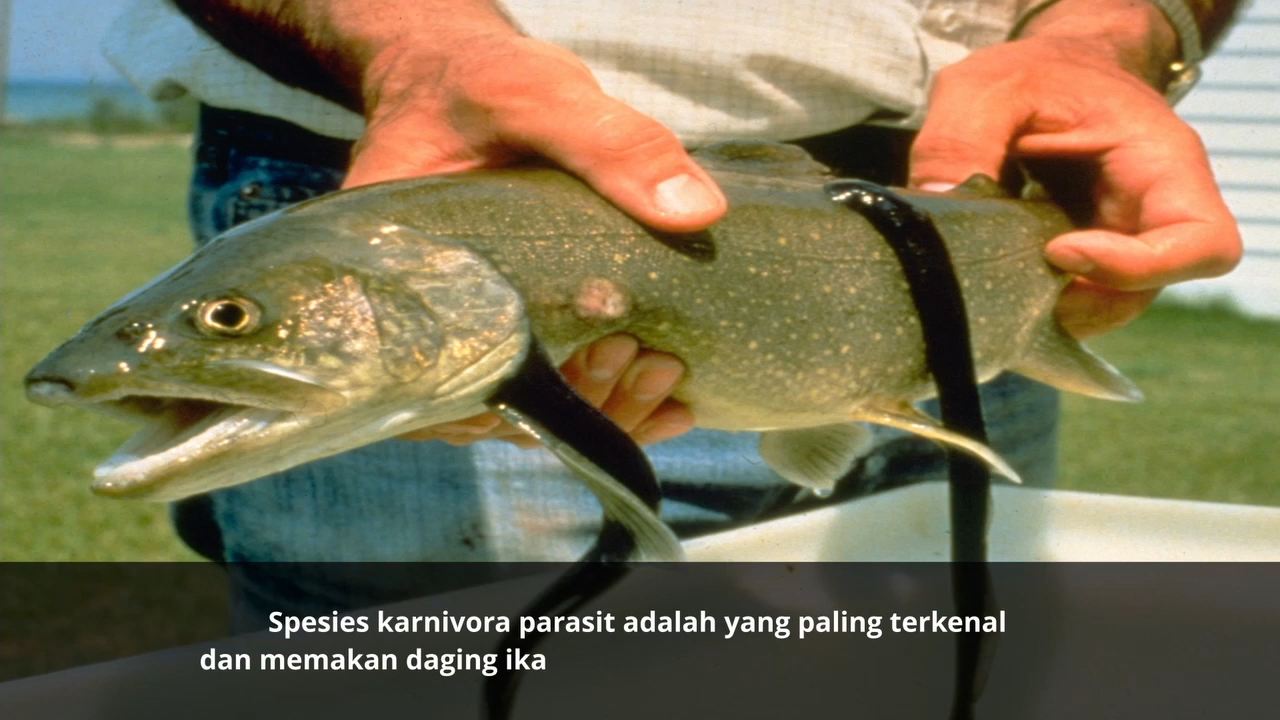 Spesies karnivora parasit adalah yang paling terkenal
dan memakan daging ika